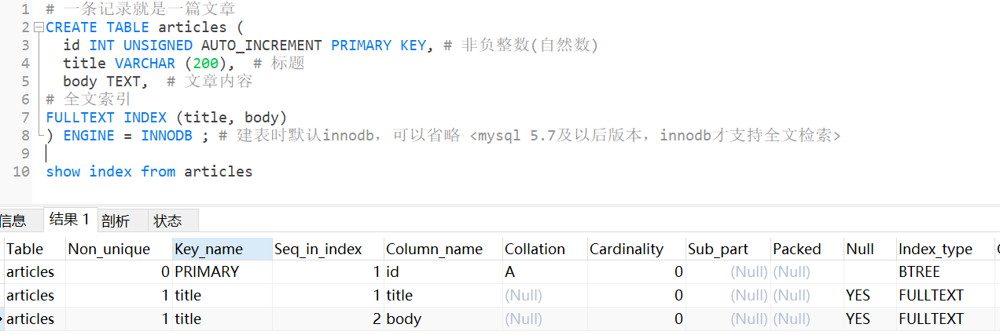 1 # 一条记录就是一篇文章
2 CREATE TABLE articles (
3 id INT UNSIGNED AUTO_INCREMENT PRIMARY KEY, # 非负整数(自然数)
4 title VARCHAR (200), # 标题
5 body TEXT, # 文章内容
6 # 全文索引
7 FULLTEXT INDEX (title, body)
8 ) ENGINE = INNODB ; # 建表时默认innodb，可以省略 <mysql 5.7及以后版本，innodb才支持全文检索>
9
10 show index from articles
信息 结果 1 剖析 状态
Table Non_unique Key_name Seq_in_index Column_name Collation Cardinality Sub_part Packed Null Index_type
articles 0 PRIMARY 1 id A 0 (Null) (Null) BTREE
articles 1 title 1 title (Null) 0 (Null) (Null) YES FULLTEXT
articles 1 title 2 body (Null) 0 (Null) (Null) YES FULLTEXT